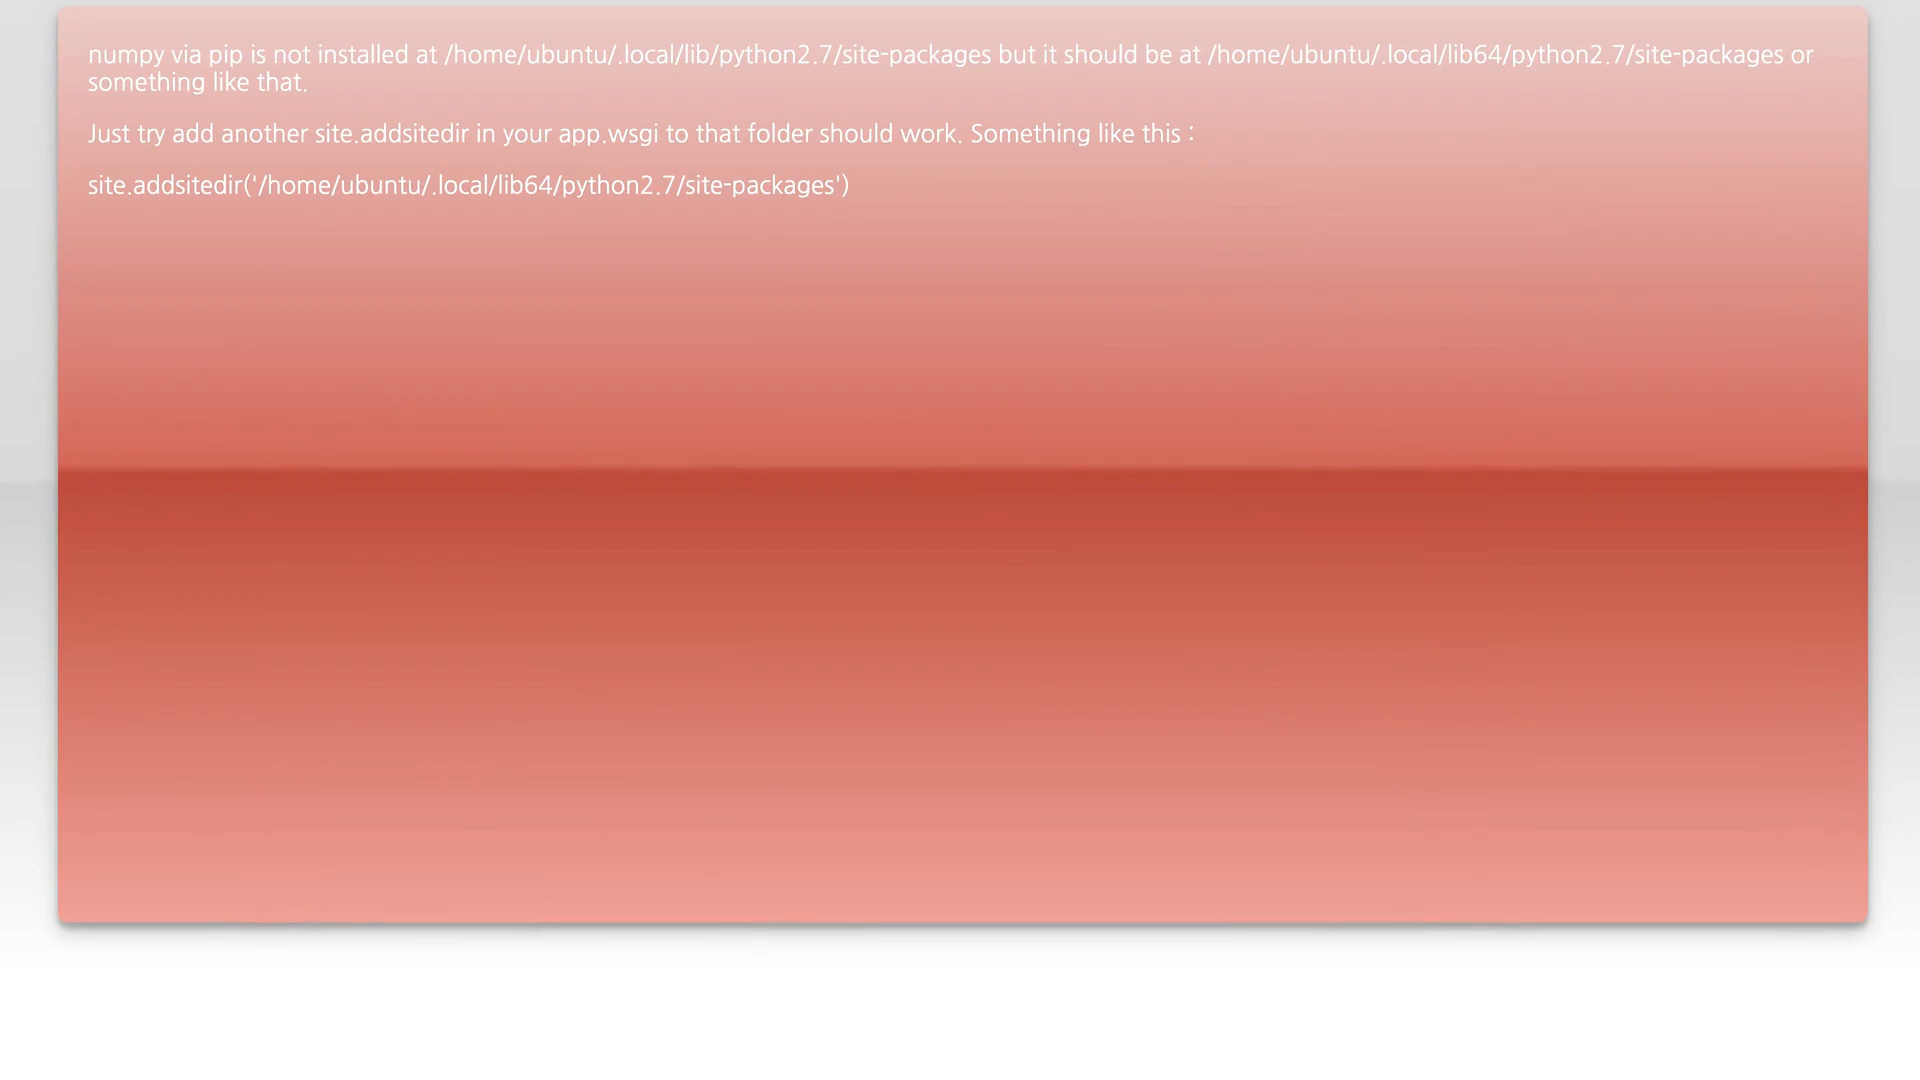 numpy via pip is not installed at /home/ubuntu/.local/lib/python2.7/site-packages but it should be at /home/ubuntu/.local/lib64/python2.7/site-packages or
something like that.
Just try add another site.addsitedir in your app.wsgi to that folder should work. Something like this :
site.addsitedir('/home/ubuntu/.local/lib64/python2.7/site-packages')